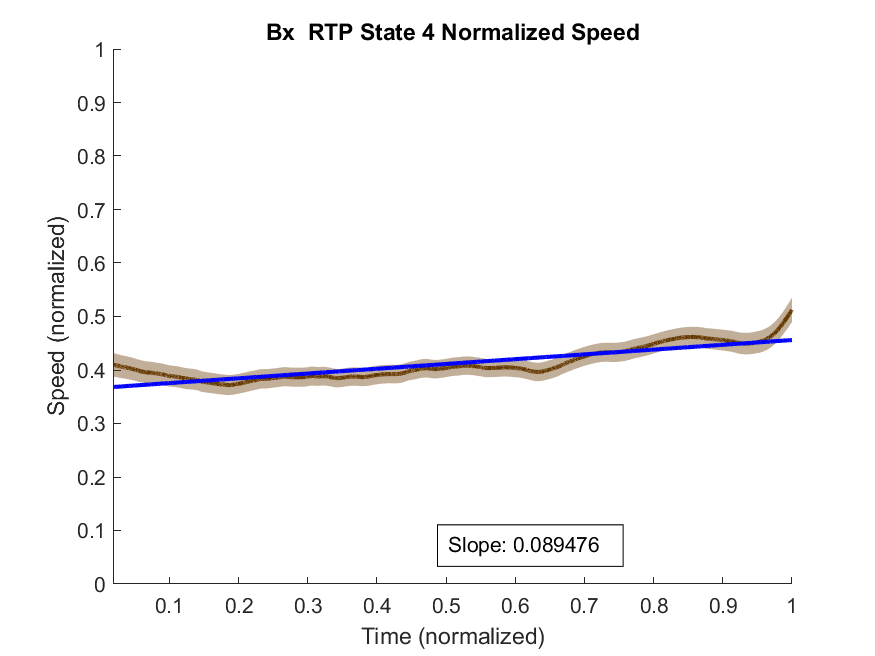 Bx  RTP State 4 Normalized Speed
1
0.9
0.8
0.7
0.6
0.5
0.4
0.3
0.2
0.1
0
Speed (normalized)
Slope: 0.089476
0.1 0.2 0.3 0.4 0.5 0.6 0.7 0.8 0.9 1
Time (normalized)